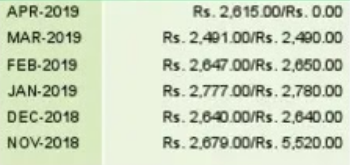 APR-2019 Rs. 2,615.00/Rs. 0.00
MAR-2019 Rs. 2,491.00/Rs. 2,490.00
FEB-2019 Rs. 2,647.00/Rs. 2,650.00
JAN-2019 Rs. 2,777.00/Rs. 2,780.00
DEC-2018 Rs. 2,640.00/Rs. 2,640.00
NOV-2018 Rs. 2,679.00/Rs. 5,520.00